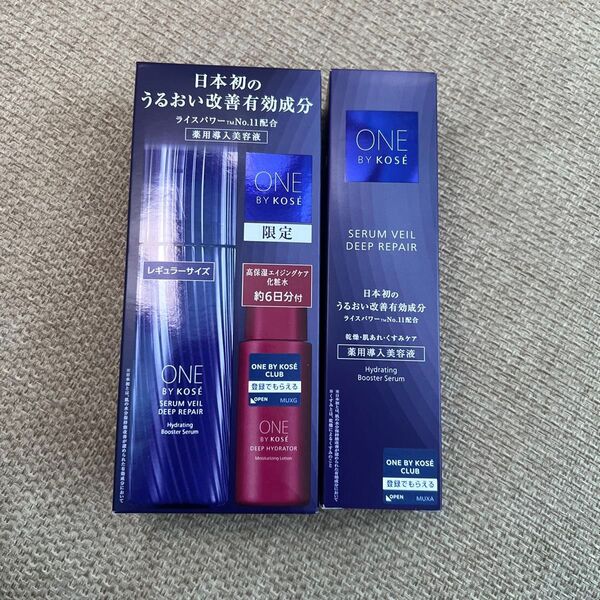 日本初の
うるおい改善有効成分
ライスパワー™No.11配合
薬用導入美容液
ONE
BY KOSÉ
限定
レギュラーサイズ
高保湿エイジングケア
化粧水
約6日分付
ONE
BY KOSÉ
SERUM VEIL
DEEP REPAIR
Hydrating
Booster Serum
ONE BY KOSÉ
CLUB
登録でもらえる
OPEN
MUXG
ONE
BY KOSÉ
DEEP HYDRATOR
Moisturizing Lotion
ONE
BY KOSÉ
SERUM VEIL
DEEP REPAIR
日本初の
うるおい改善有効成分
ライスパワー™No.11配合
乾燥・肌あれ・くすみケア
薬用導入美容液
Hydrating
Booster Serum
ONE BY KOSÉ
CLUB
登録でもらえる
OPEN
MUXA